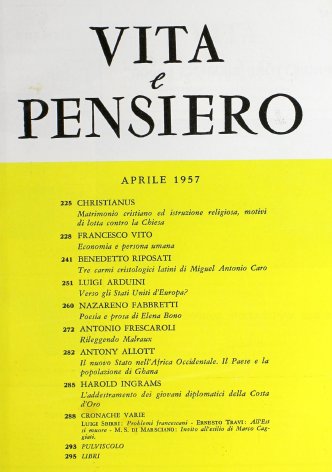 VITA
e
PENSIERO
APRILE 1957
225 CHRISTIANUS
Matrimonio cristiano ed istruzione religiosa, motivi
di lotta contro la Chiesa
228 FRANCESCO VITO
Economia e persona umana
241 BENEDETTO RIPOSATI
Tre carmi cristologici latini di Miguel Antonio Caro
251 LUIGI ARDUINI
Verso gli Stati Uniti d'Europa?
260 NAZARENO FABBRETTI
Poesia e prosa di Elena Bono
272 ANTONIO FRESCAROLI
Rileggendo Malraux
282 ANTONY ALLOTT
Il nuovo Stato nell'Africa Occidentale. Il Paese e la
popolazione di Ghana
285 HAROLD INGRAMS
L'addestramento dei giovani diplomatici della Costa
d'Oro
288 CRONACHE VARIE
LUIGI SBIRRI: Problemi francescani - ERNESTO TRAVI: All'Est
si muore - M. S. DI MARSCIANO: Invito all'esilio di Marco Cag-
giari.
293 PULVISCOLO
295 LIBRI